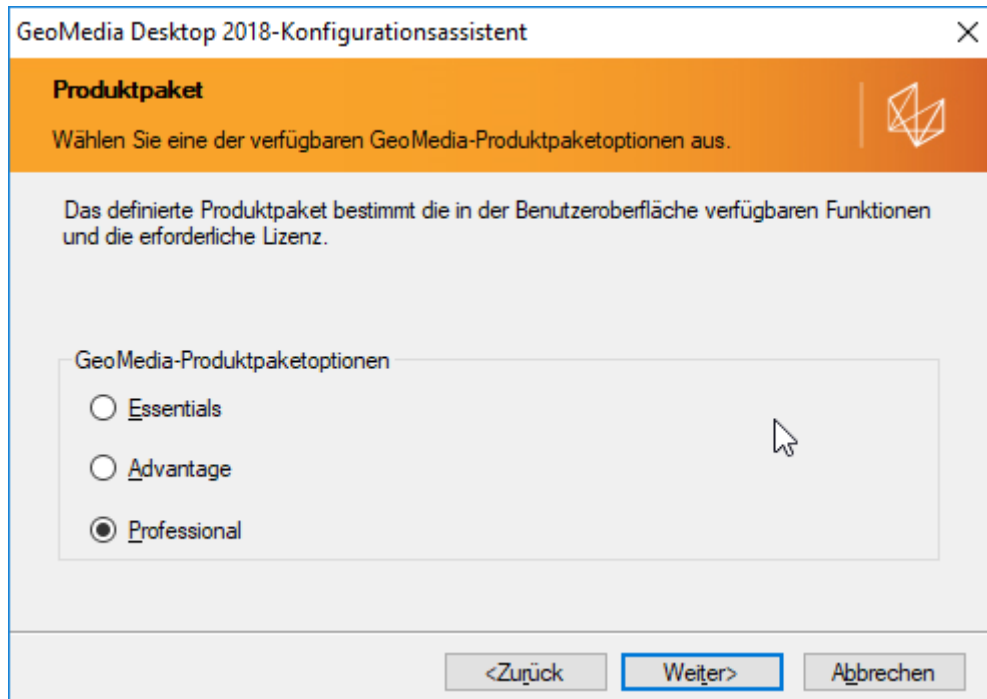 GeoMedia Desktop 2018-Konfigurationsassistent
Produktpaket
Wählen Sie eine der verfügbaren GeoMedia-Produktpaketoptionen aus.
Das definierte Produktpaket bestimmt die in der Benutzeroberfläche verfügbaren Funktionen
und die erforderliche Lizenz.
GeoMedia-Produktpaketoptionen
Essentials
Advantage
Professional
<Zurück Weiter> Abbrechen